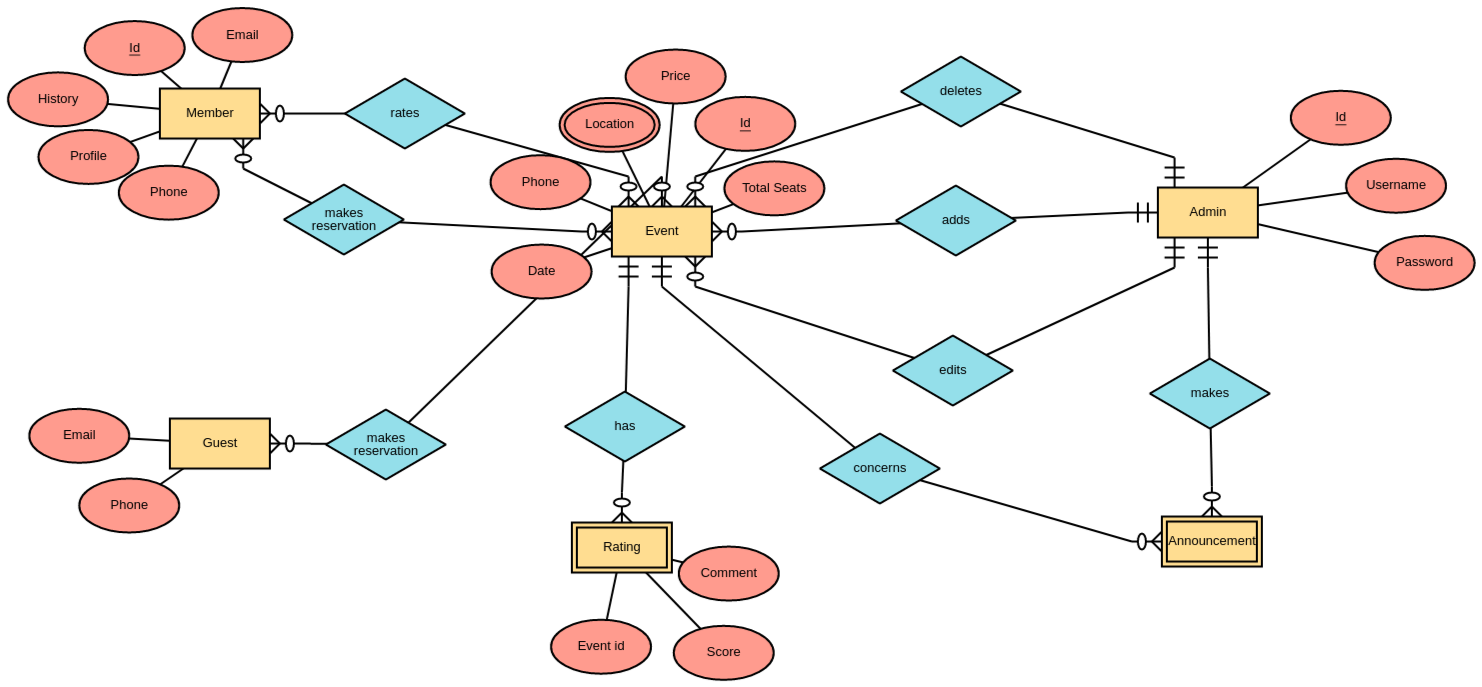 Email
Id
Price
History
Member
rates
Location
Id
deletes
Id
Profile
Phone
Phone
Total Seats
Username
makes
reservation
Event
adds
Admin
Date
Password
edits
makes
Email
Guest
makes
reservation
has
concerns
Phone
Rating
Announcement
Comment
Event id
Score